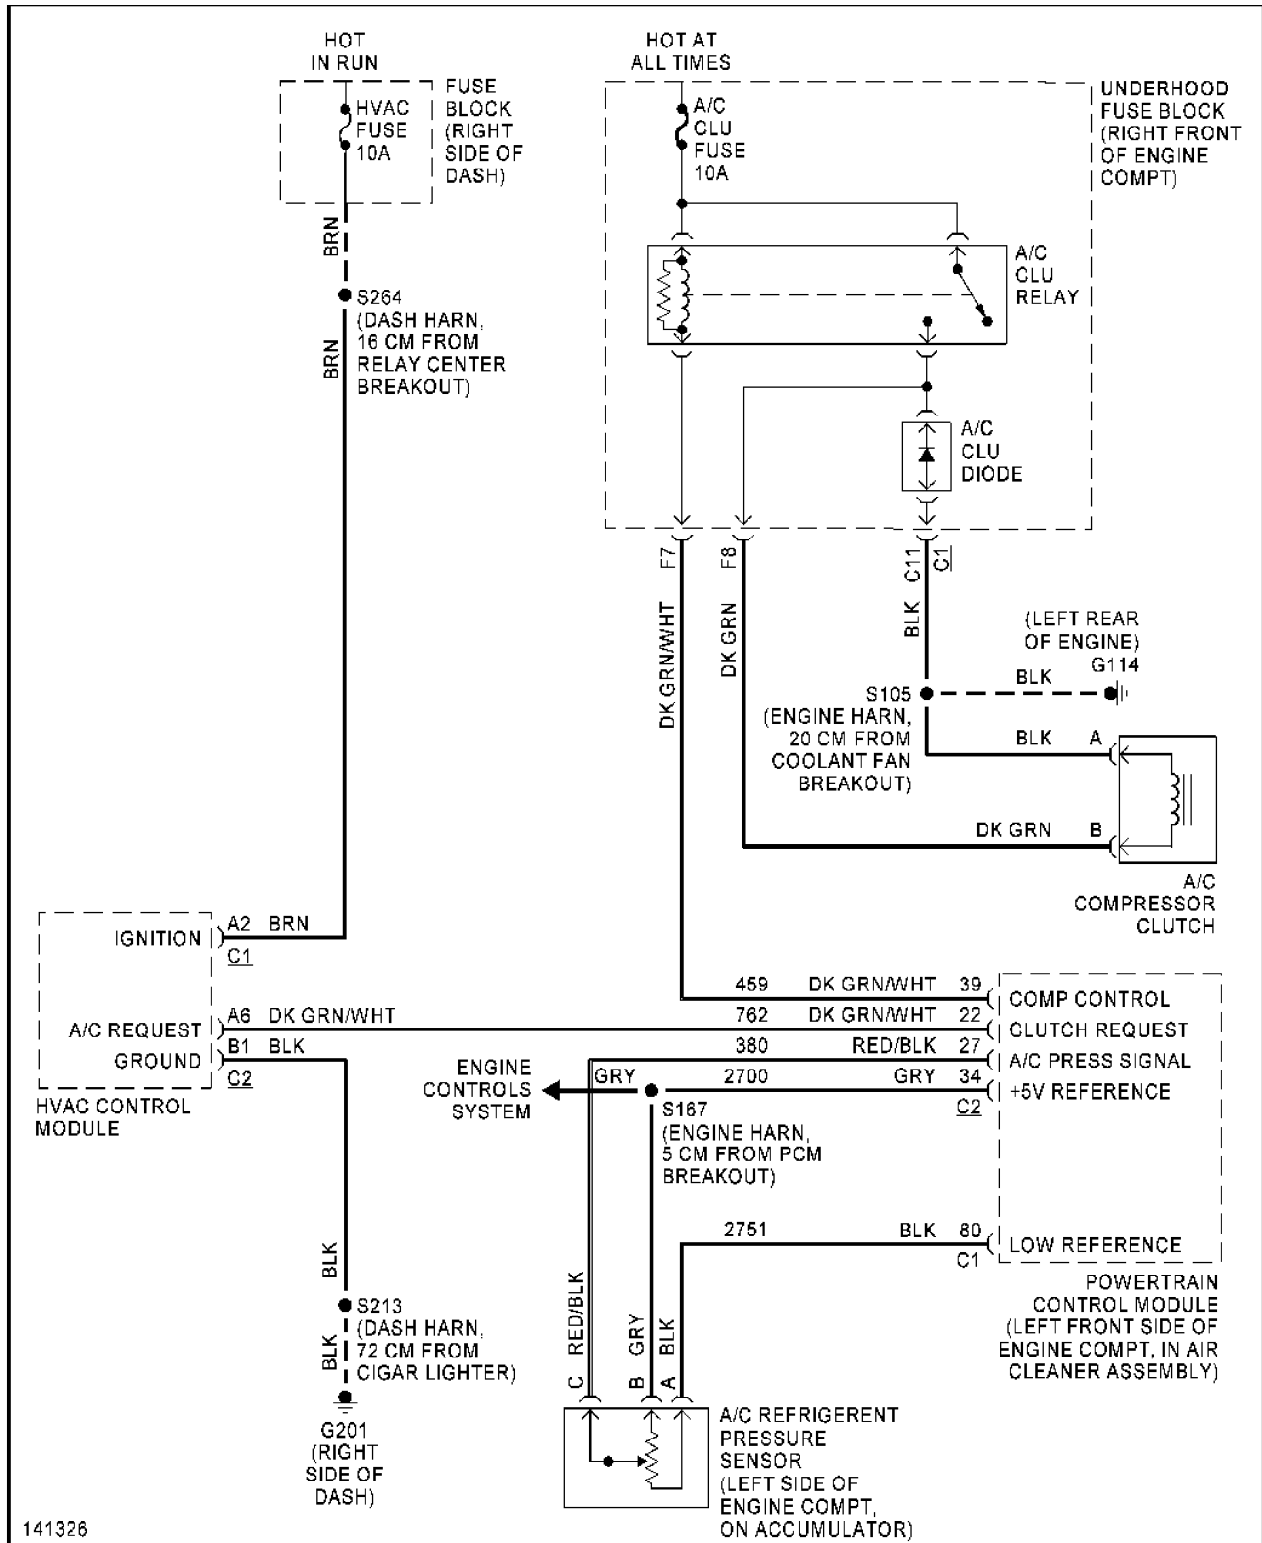 HOT
IN RUN
HVAC
FUSE
10A
FUSE
BLOCK
(RIGHT
SIDE OF
DASH)
HOT AT
ALL TIMES
A/C
CLU
FUSE
10A
UNDERHOOD
FUSE BLOCK
(RIGHT FRONT
OF ENGINE
COMPT)
BRN
S264
(DASH HARN,
16 CM FROM
RELAY CENTER
BREAKOUT)
BRN
A/C
CLU
RELAY
A/C
CLU
DIODE
F7
F8
C11
C1
DK GRN/WHT
DK GRN
BLK
(LEFT REAR
OF ENGINE)
G114
BLK
S105
(ENGINE HARN,
20 CM FROM
COOLANT FAN
BREAKOUT)
BLK A
DK GRN B
A/C
COMPRESSOR
CLUTCH
IGNITION
A2 BRN
C1
A/C REQUEST
A6 DK GRN/WHT
GROUND
B1 BLK
C2
HVAC CONTROL
MODULE
459 DK GRN/WHT 39
COMP CONTROL
762 DK GRN/WHT 22
CLUTCH REQUEST
380 RED/BLK 27
A/C PRESS SIGNAL
2700 GRY 34
+5V REFERENCE
C2
ENGINE
CONTROLS
SYSTEM
GRY
S167
(ENGINE HARN,
5 CM FROM PCM
BREAKOUT)
2751 BLK 80
LOW REFERENCE
C1
POWERTRAIN
CONTROL MODULE
(LEFT FRONT SIDE OF
ENGINE COMPT, IN AIR
CLEANER ASSEMBLY)
BLK
S213
(DASH HARN,
72 CM FROM
CIGAR LIGHTER)
BLK
G201
(RIGHT
SIDE OF
DASH)
RED/BLK
GRY
BLK
C
B
A
A/C REFRIGERENT
PRESSURE
SENSOR
(LEFT SIDE OF
ENGINE COMPT,
ON ACCUMULATOR)
141326